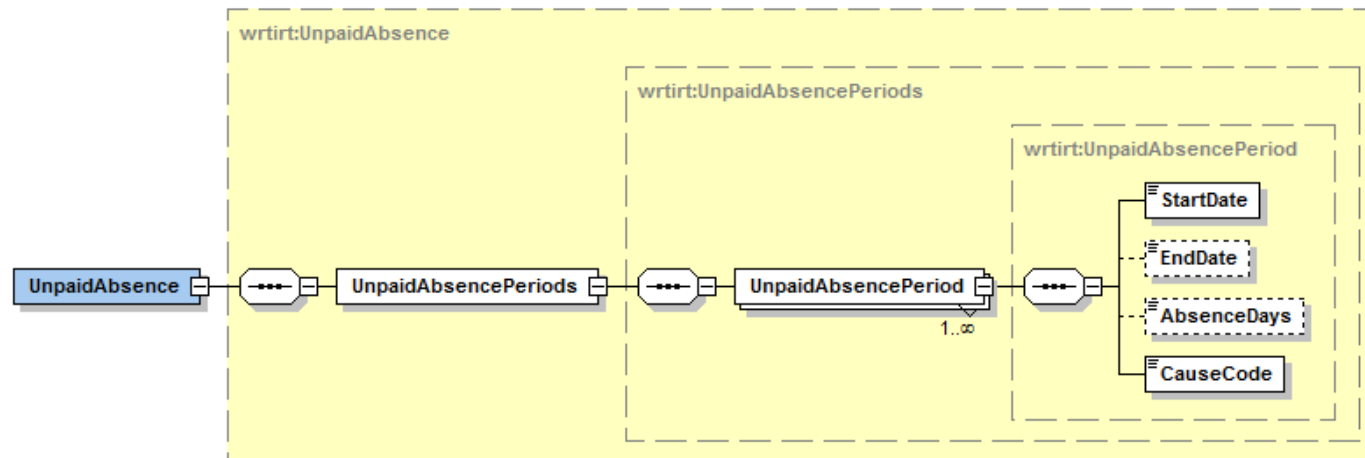 wrtirt:UnpaidAbsence
wrtirt:UnpaidAbsencePeriods
wrtirt:UnpaidAbsencePeriod
StartDate
EndDate
UnpaidAbsence
UnpaidAbsencePeriods
UnpaidAbsencePeriod
1..∞
AbsenceDays
CauseCode